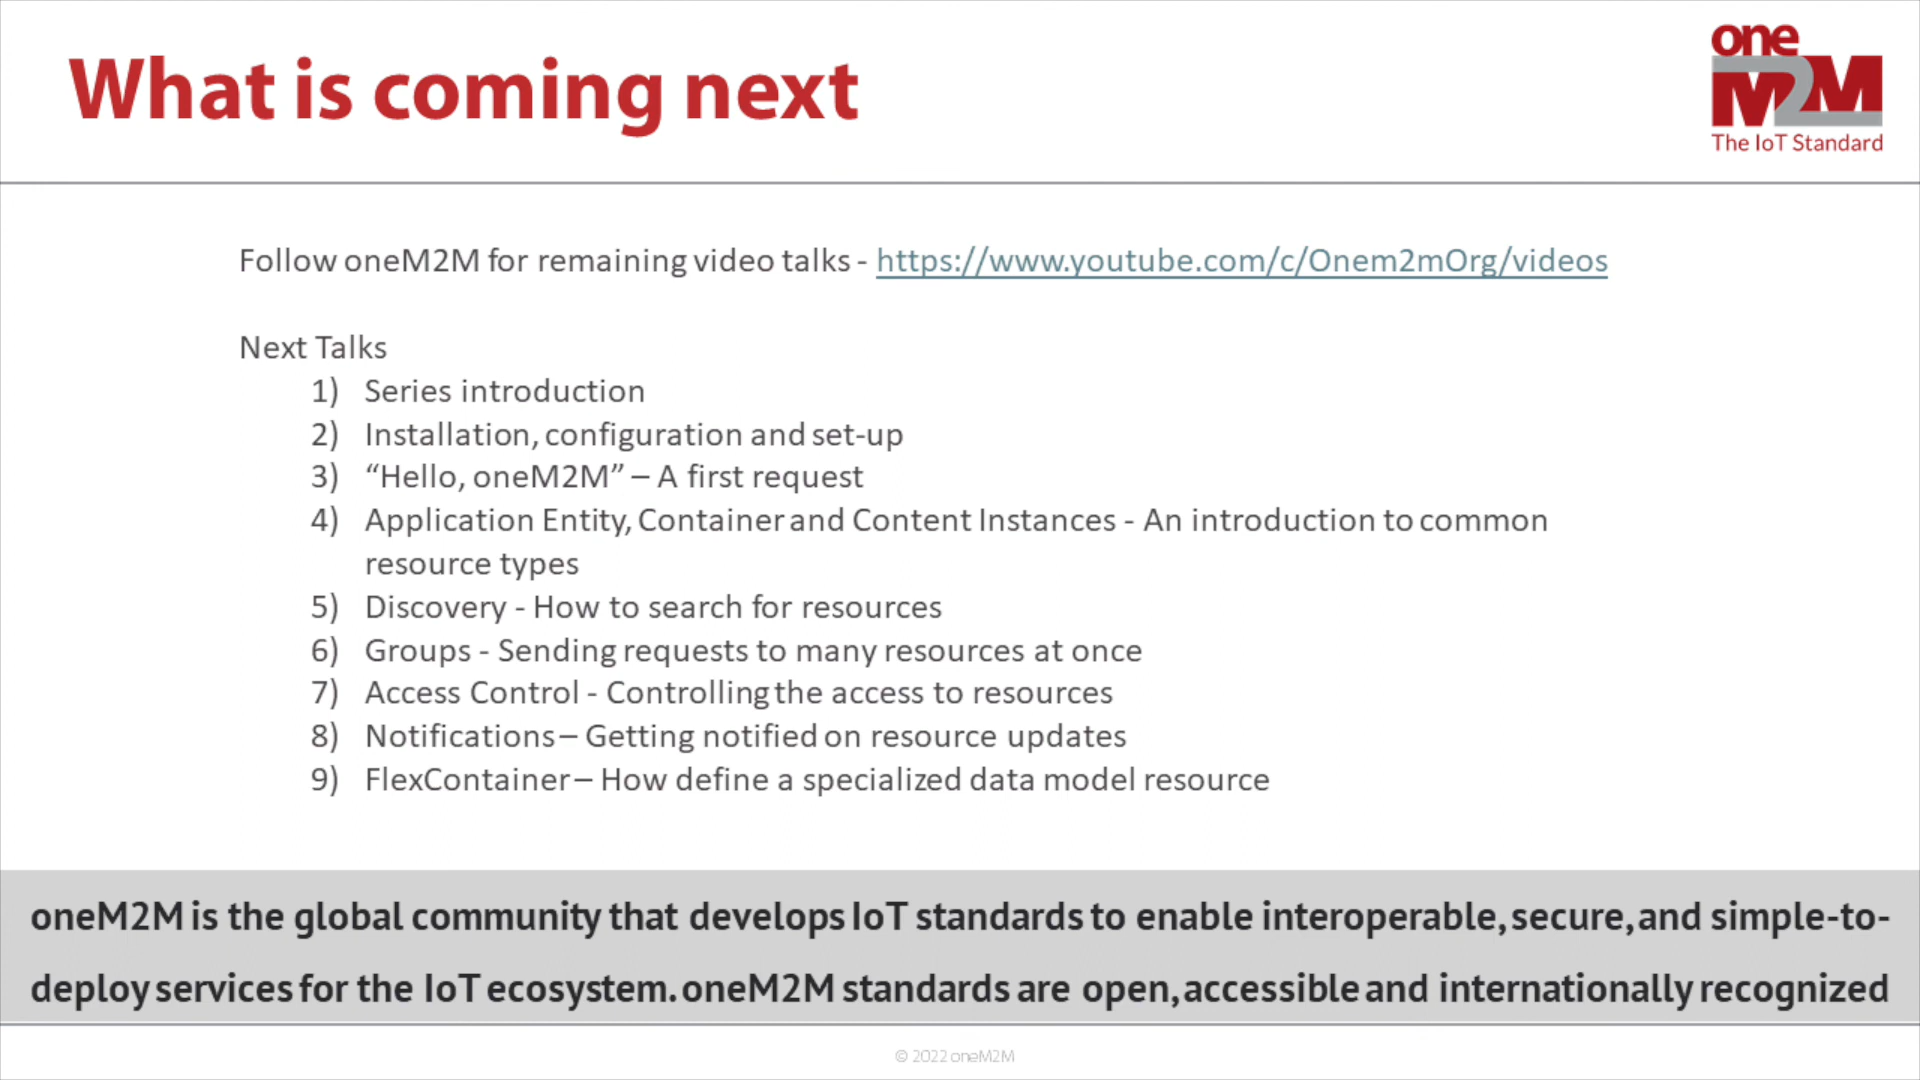 What is coming next
one
M2M
The IoT Standard
Follow oneM2M for remaining video talks - https://www.youtube.com/c/Onem2mOrg/videos
Next Talks
1) Series introduction
2) Installation, configuration and set-up
3) “Hello, oneM2M” – A first request
4) Application Entity, Container and Content Instances - An introduction to common
resource types
5) Discovery - How to search for resources
6) Groups - Sending requests to many resources at once
7) Access Control - Controlling the access to resources
8) Notifications – Getting notified on resource updates
9) FlexContainer – How define a specialized data model resource
oneM2M is the global community that develops IoT standards to enable interoperable, secure, and simple-to-
deploy services for the IoT ecosystem. oneM2M standards are open, accessible and internationally recognized
© 2022 oneM2M